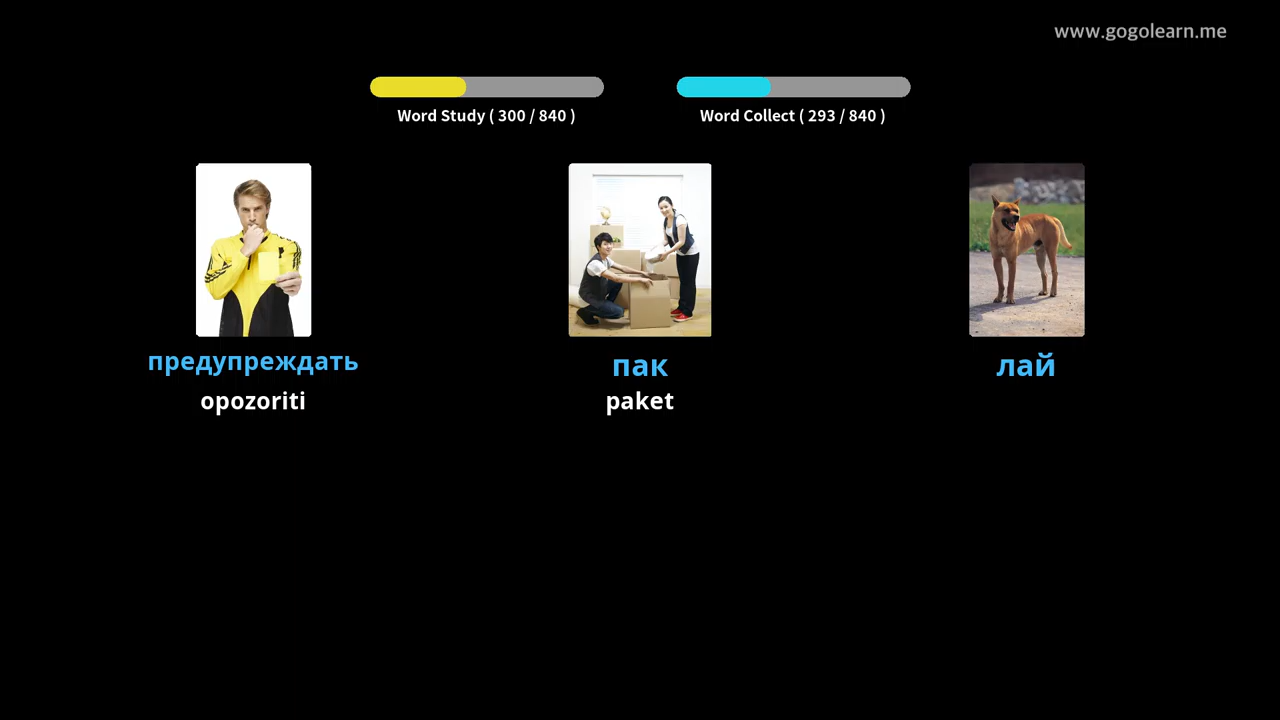 www.gogolearn.me
Word Study ( 300 / 840 )
Word Collect ( 293 / 840 )
предупреждать
opozoriti
пак
paket
лай